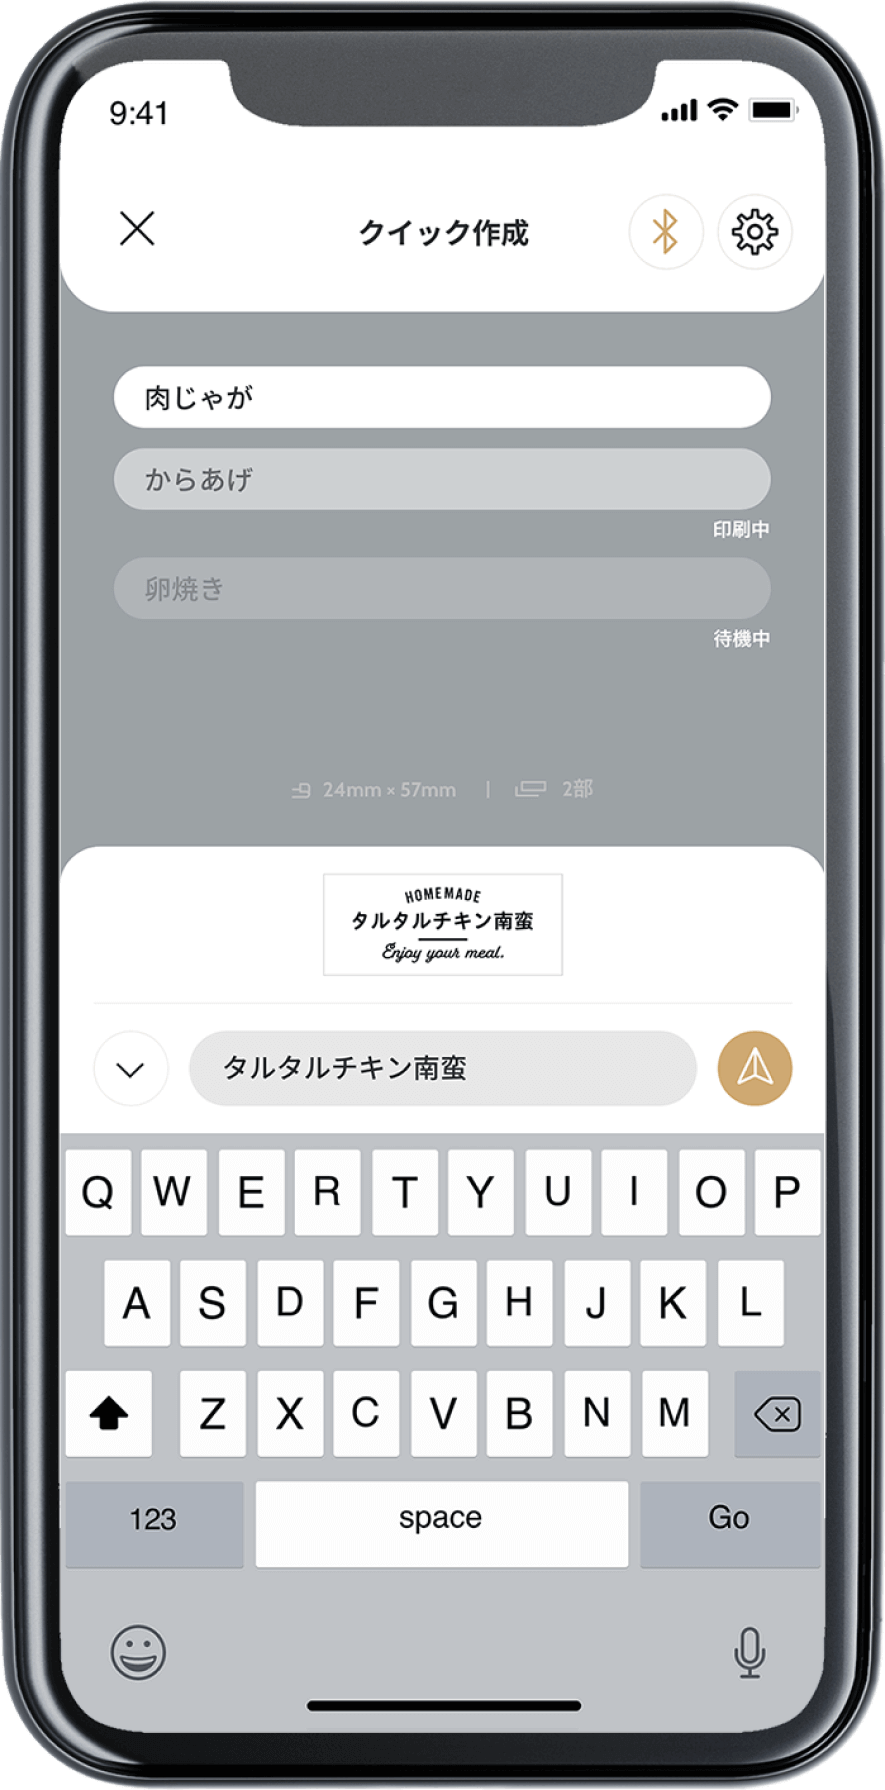 9:41
クイック作成
肉じゃが
からあげ
印刷中
卵焼き
待機中
24mm × 57mm | 2部
HOMEMADE
タルタルチキン南蛮
Enjoy your meal.
タルタルチキン南蛮
Q W E R T Y U I O P
A S D F G H J K L
Z X C V B N M
123 space Go